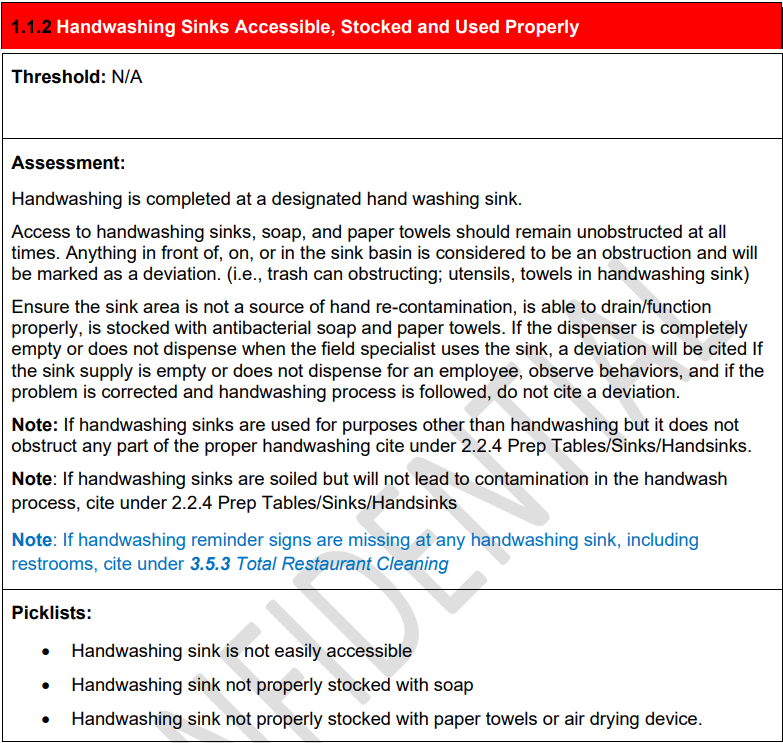 1.1.2 Handwashing Sinks Accessible, Stocked and Used Properly
Threshold: N/A
Assessment:
Handwashing is completed at a designated hand washing sink.
Access to handwashing sinks, soap, and paper towels should remain unobstructed at all
times. Anything in front of, on, or in the sink basin is considered to be an obstruction and will
be marked as a deviation. (i.e., trash can obstructing; utensils, towels in handwashing sink)
Ensure the sink area is not a source of hand re-contamination, is able to drain/function
properly, is stocked with antibacterial soap and paper towels. If the dispenser is completely
empty or does not dispense when the field specialist uses the sink, a deviation will be cited If
the sink supply is empty or does not dispense for an employee, observe behaviors, and if the
problem is corrected and handwashing process is followed, do not cite a deviation.
Note: If handwashing sinks are used for purposes other than handwashing but it does not
obstruct any part of the proper handwashing cite under 2.2.4 Prep Tables/Sinks/Handsinks.
Note: If handwashing sinks are soiled but will not lead to contamination in the handwash
process, cite under 2.2.4 Prep Tables/Sinks/Handsinks
Note: If handwashing reminder signs are missing at any handwashing sink, including
restrooms, cite under 3.5.3 Total Restaurant Cleaning
Picklists:
• Handwashing sink is not easily accessible
• Handwashing sink not properly stocked with soap
• Handwashing sink not properly stocked with paper towels or air drying device.
NFIDENTIAL